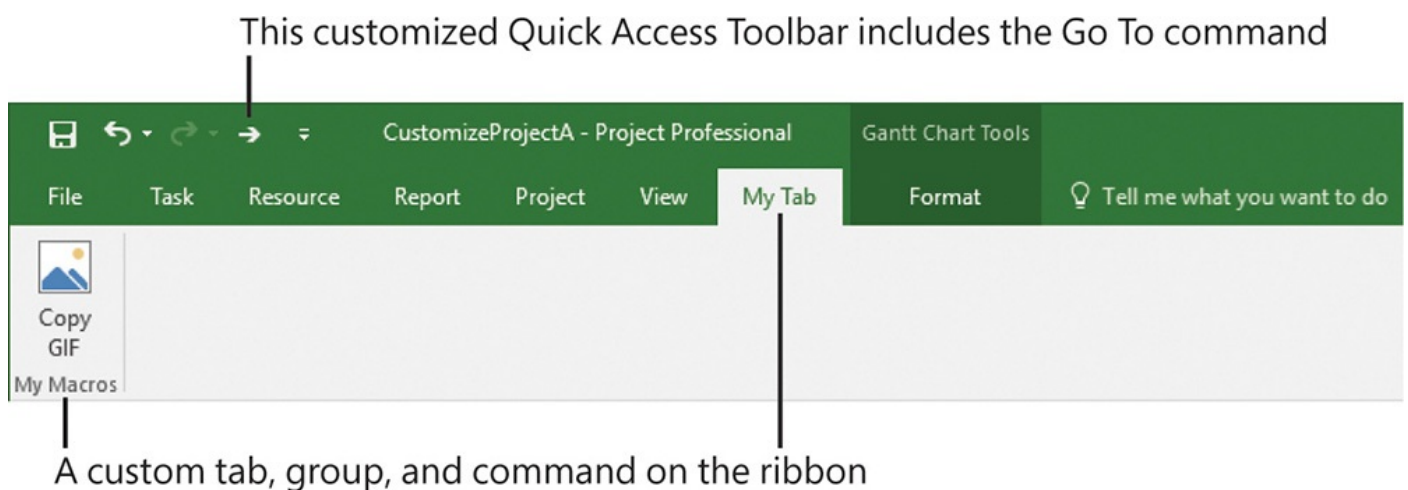 This customized Quick Access Toolbar includes the Go To command
CustomizeProjectA - Project Professional
Gantt Chart Tools
File Task Resource Report Project View My Tab Format Tell me what you want to do
Copy
GIF
My Macros
A custom tab, group, and command on the ribbon